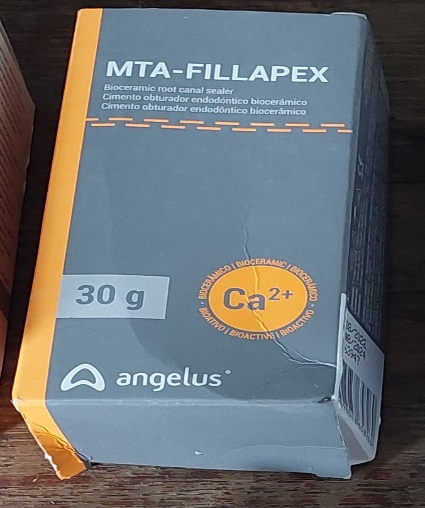 MTA-FILLAPEX
Bioceramic root canal sealer
Cimento obturador endodóntico biocerámico
Cimento obturador endodôntico biocerâmico
30 g
BIOCERÂMICO | BIOCERAMIC | BIOCERÁMICO
Ca²⁺
BIOATIVO | BIOACTIVE | BIOACTIVO
angelus®